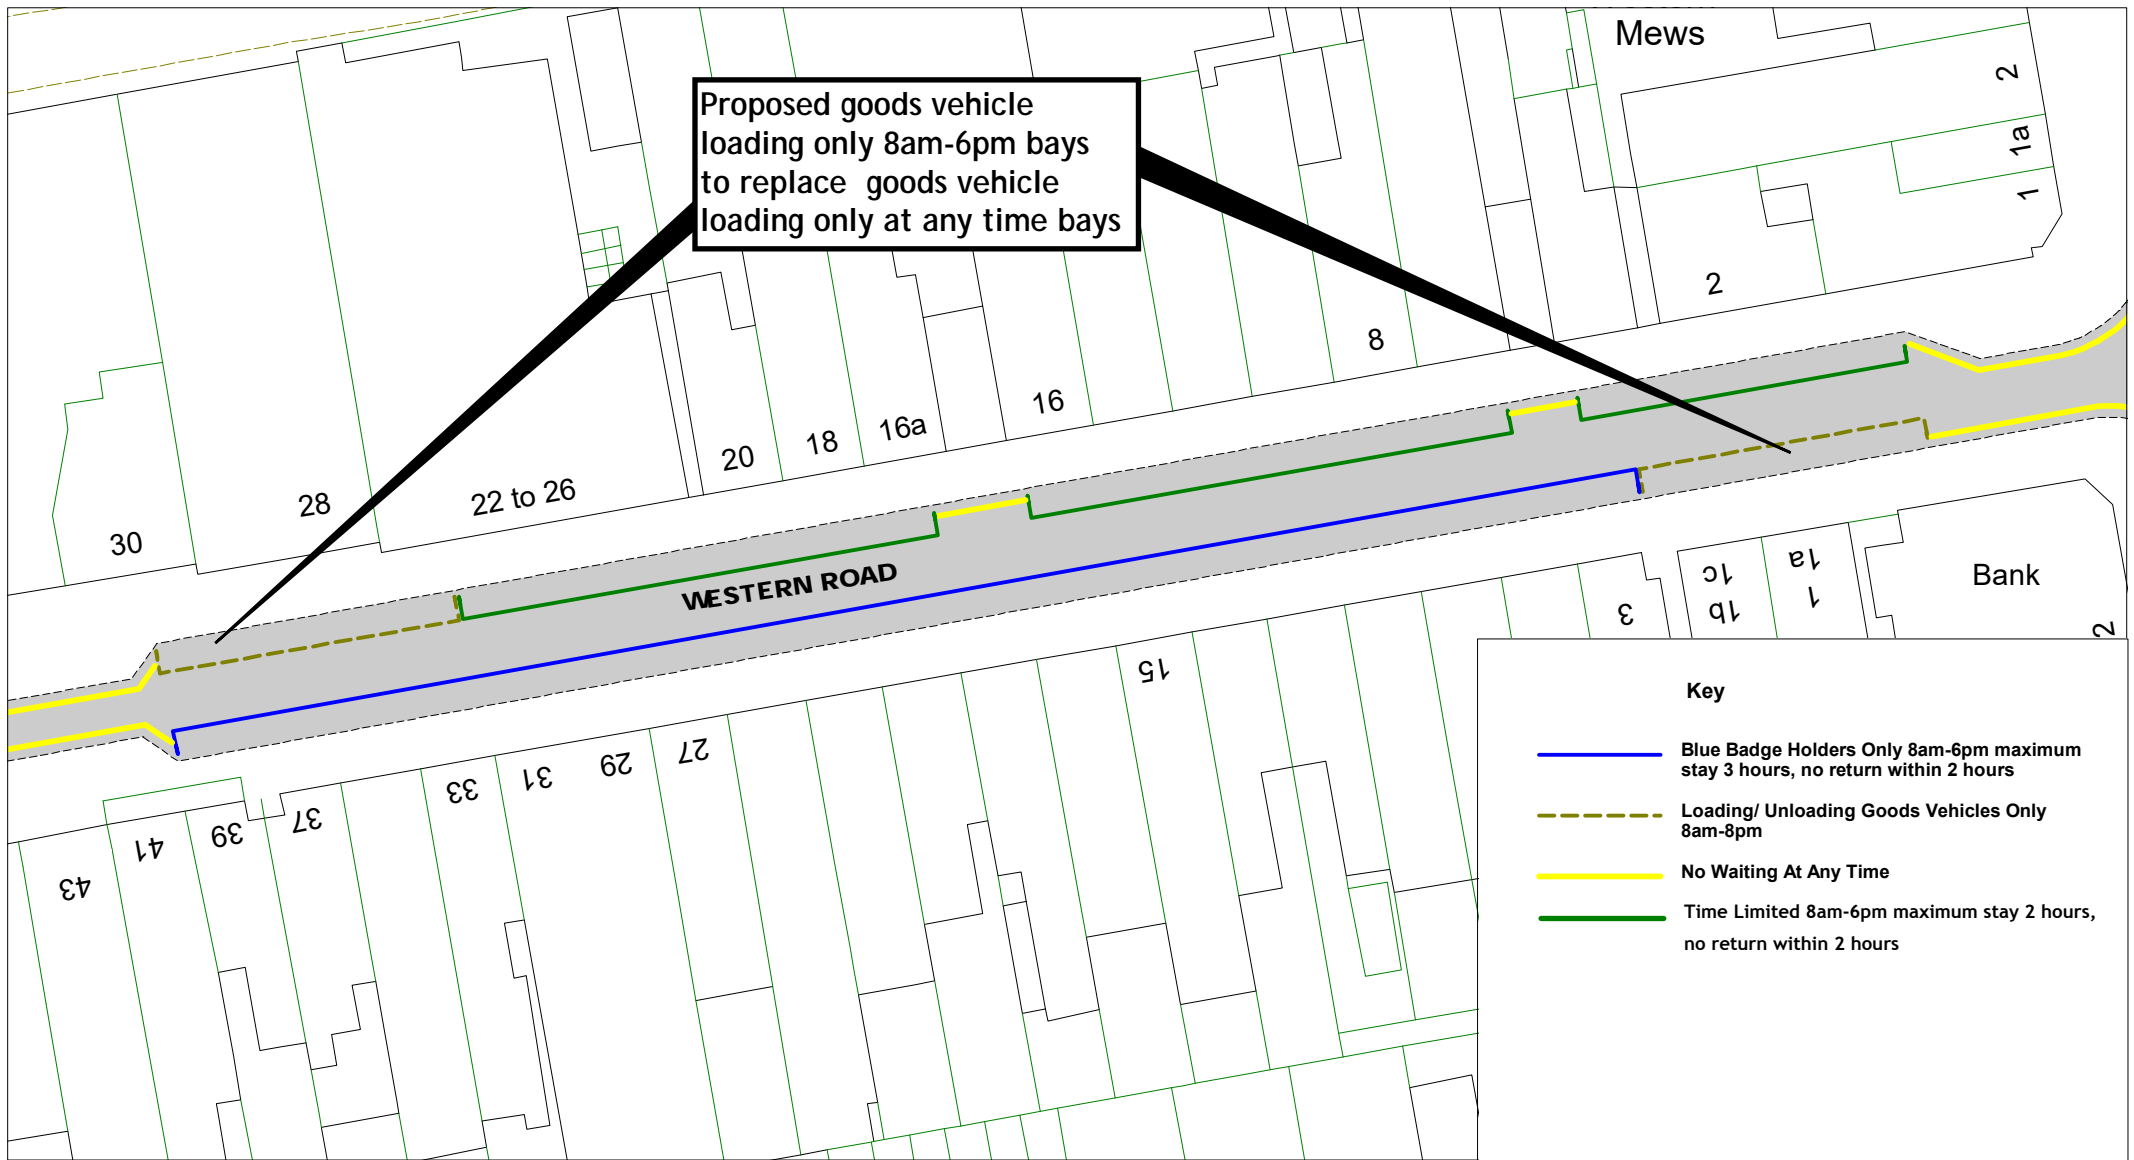 Mews
2
1a
1
Proposed goods vehicle
loading only 8am-6pm bays
to replace goods vehicle
loading only at any time bays
2
8
16
16a
18
20
22 to 26
28
30
WESTERN ROAD
Bank
2
1c
1b
1a
1
3
15
27
29
31
33
37
39
41
43
Key
Blue Badge Holders Only 8am-6pm maximum
stay 3 hours, no return within 2 hours
Loading/ Unloading Goods Vehicles Only
8am-8pm
No Waiting At Any Time
Time Limited 8am-6pm maximum stay 2 hours,
no return within 2 hours